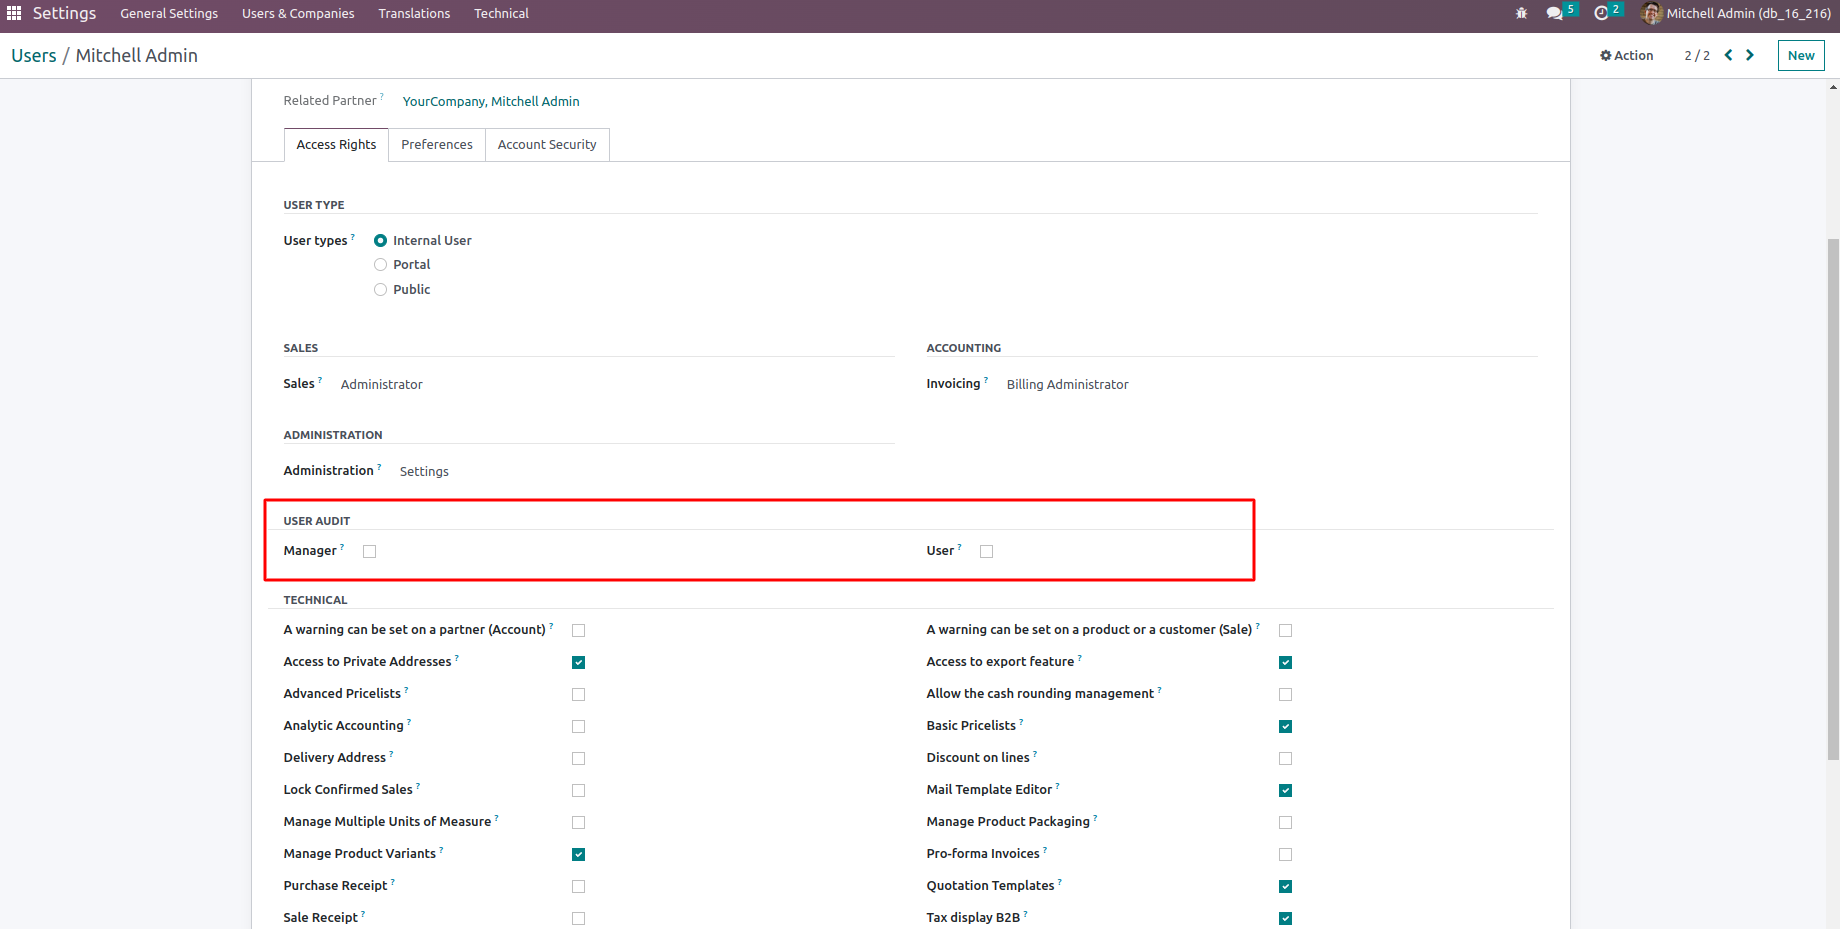 Settings General Settings Users & Companies Translations Technical 5 2 Mitchell Admin (db_16_216)
Users / Mitchell Admin Action 2 / 2 New
Related Partner ? YourCompany, Mitchell Admin
Access Rights Preferences Account Security
USER TYPE
User types ? Internal User
Portal
Public
SALES ACCOUNTING
Sales ? Administrator Invoicing ? Billing Administrator
ADMINISTRATION
Administration ? Settings
USER AUDIT
Manager ? User ?
TECHNICAL
A warning can be set on a partner (Account) ? A warning can be set on a product or a customer (Sale) ?
Access to Private Addresses ? Access to export feature ?
Advanced Pricelists ? Allow the cash rounding management ?
Analytic Accounting ? Basic Pricelists ?
Delivery Address ? Discount on lines ?
Lock Confirmed Sales ? Mail Template Editor ?
Manage Multiple Units of Measure ? Manage Product Packaging ?
Manage Product Variants ? Pro-forma Invoices ?
Purchase Receipt ? Quotation Templates ?
Sale Receipt ? Tax display B2B ?